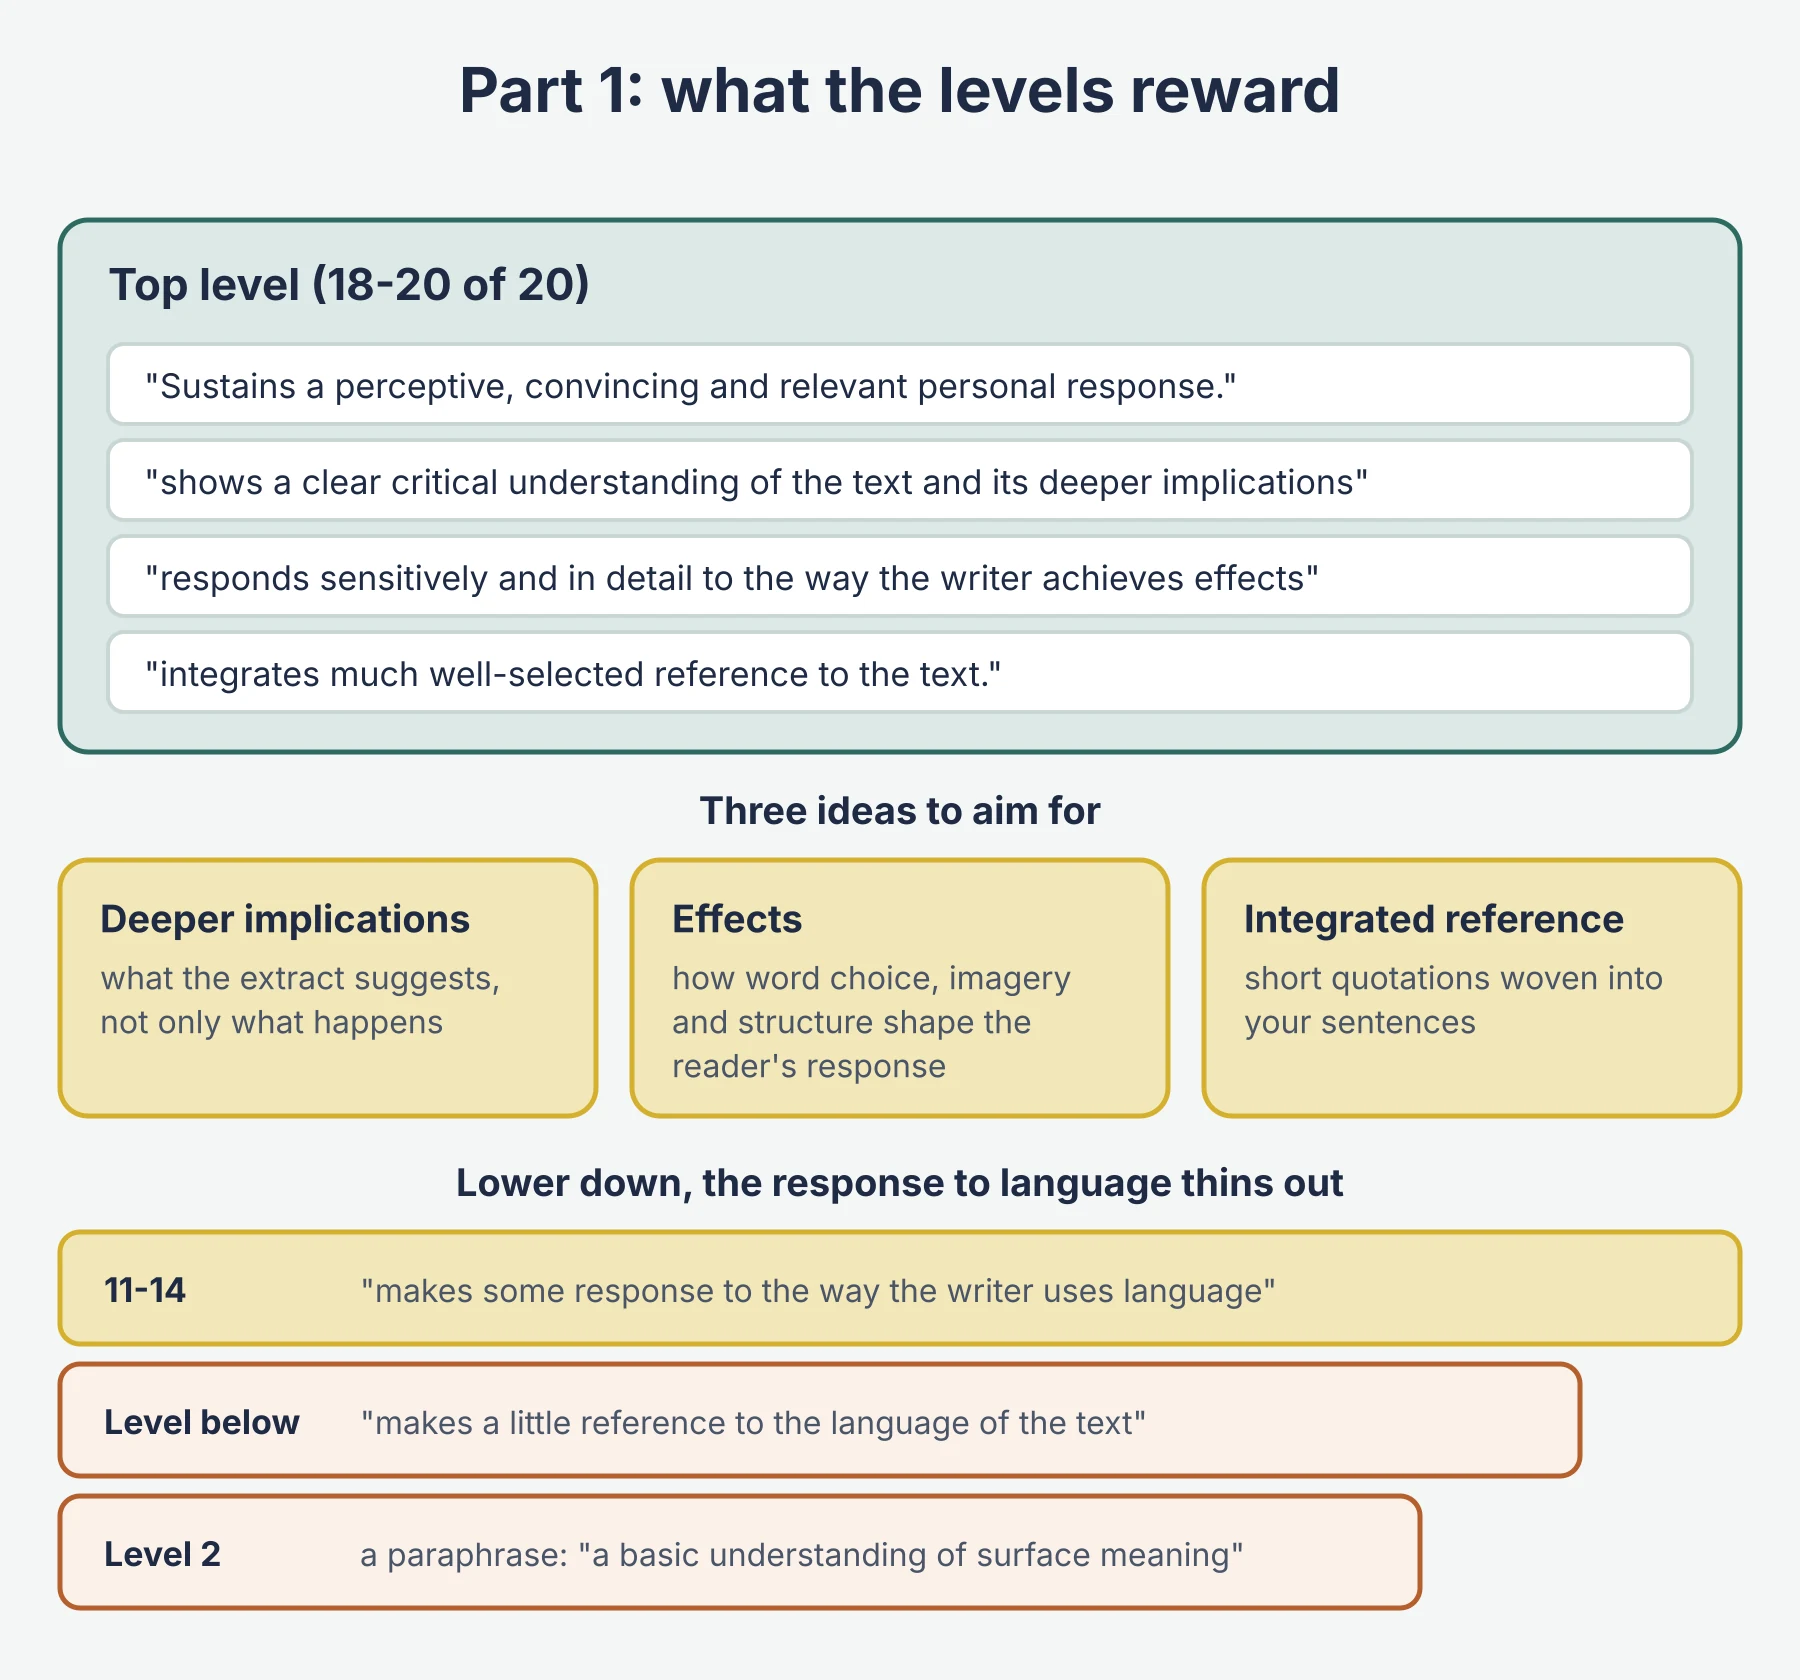 Part 1: what the levels reward
Top level (18-20 of 20)
"Sustains a perceptive, convincing and relevant personal response."
"shows a clear critical understanding of the text and its deeper implications"
"responds sensitively and in detail to the way the writer achieves effects"
"integrates much well-selected reference to the text."
Three ideas to aim for
Deeper implications
what the extract suggests,
not only what happens
Effects
how word choice, imagery
and structure shape the
reader's response
Integrated reference
short quotations woven into
your sentences
Lower down, the response to language thins out
11-14 "makes some response to the way the writer uses language"
Level below "makes a little reference to the language of the text"
Level 2 a paraphrase: "a basic understanding of surface meaning"